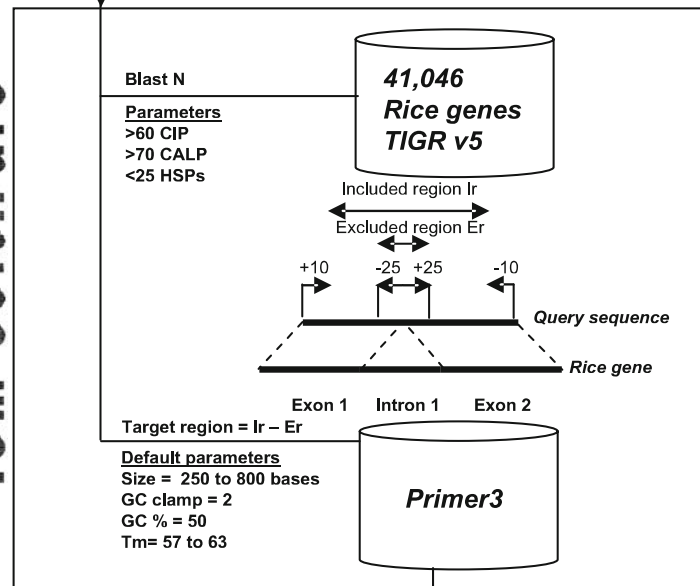 Blast N
Parameters
>60 CIP
>70 CALP
<25 HSPs
41,046
Rice genes
TIGR v5
Included region Ir
Excluded region Er
+10 -25 +25 -10
Query sequence
Rice gene
Exon 1 Intron 1 Exon 2
Target region = Ir – Er
Default parameters
Size = 250 to 800 bases
GC clamp = 2
GC % = 50
Tm= 57 to 63
Primer3